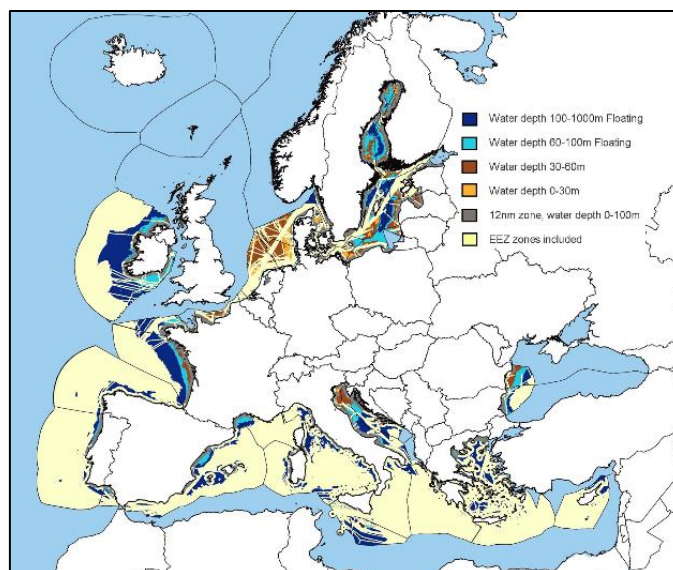 Water depth 100-1000m Floating
Water depth 60-100m Floating
Water depth 30-60m
Water depth 0-30m
12nm zone, water depth 0-100m
EEZ zones included